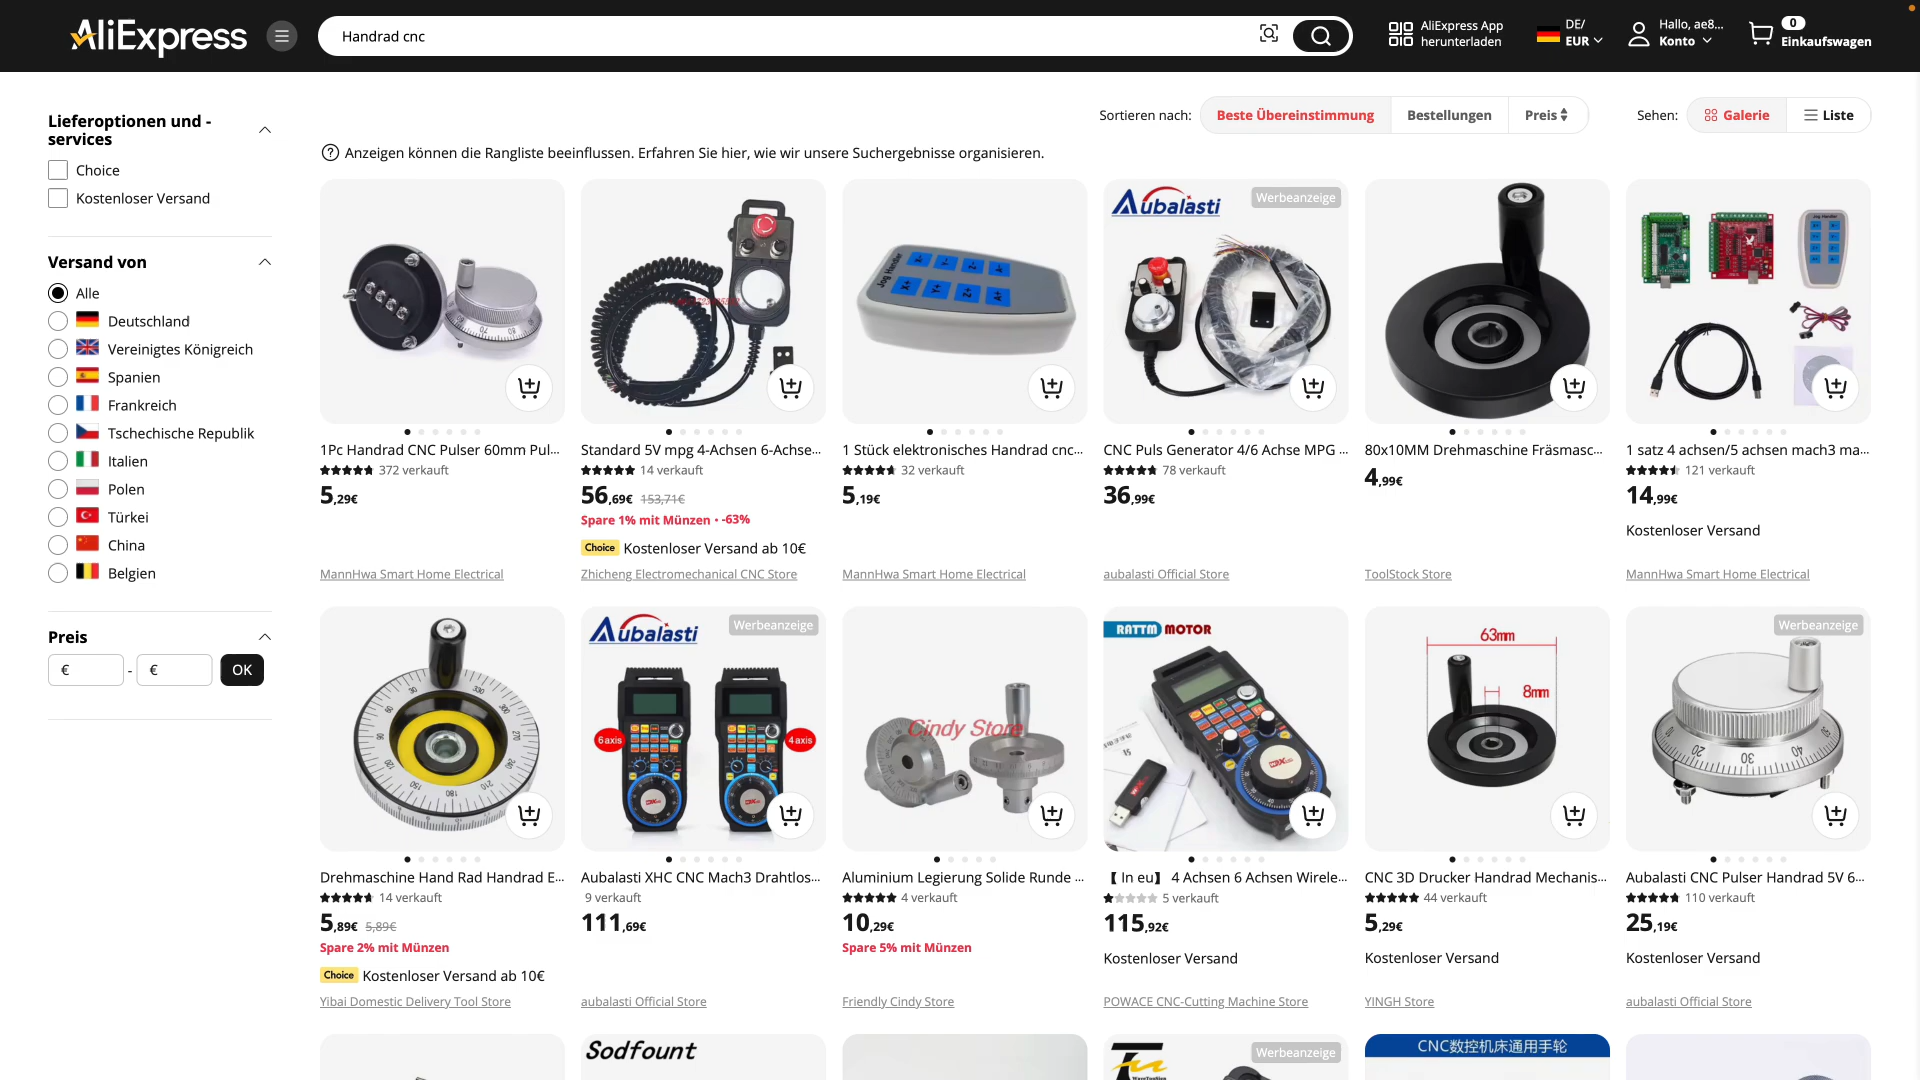 AliExpress
Handrad cnc
AliExpress App
herunterladen
DE/
EUR
Hallo, ae8...
Konto
0
Einkaufswagen
Lieferoptionen und -
services
Choice
Kostenloser Versand
Versand von
Alle
Deutschland
Vereinigtes Königreich
Spanien
Frankreich
Tschechische Republik
Italien
Polen
Türkei
China
Belgien
Preis
€ - € OK
Sortieren nach: Beste Übereinstimmung Bestellungen Preis
Sehen: Galerie Liste
Anzeigen können die Rangliste beeinflussen. Erfahren Sie hier, wie wir unsere Suchergebnisse organisieren.
1Pc Handrad CNC Pulser 60mm Pul...
372 verkauft
5,29€
MannHwa Smart Home Electrical
Standard 5V mpg 4-Achsen 6-Achse...
14 verkauft
56,69€ 153,71€
Spare 1% mit Münzen • -63%
Choice Kostenloser Versand ab 10€
Zhicheng Electromechanical CNC Store
Jog Handler
X- Y- Z- A-
X+ Y+ Z+ A+
1 Stück elektronisches Handrad cnc...
32 verkauft
5,19€
MannHwa Smart Home Electrical
Aubalasti
Werbeanzeige
CNC Puls Generator 4/6 Achse MPG ...
78 verkauft
36,99€
aubalasti Official Store
80x10MM Drehmaschine Fräsmasc...
4,99€
ToolStock Store
1 satz 4 achsen/5 achsen mach3 ma...
121 verkauft
14,99€
Kostenloser Versand
MannHwa Smart Home Electrical
Drehmaschine Hand Rad Handrad E...
14 verkauft
5,89€ 5,89€
Spare 2% mit Münzen
Choice Kostenloser Versand ab 10€
Yibai Domestic Delivery Tool Store
Aubalasti
Werbeanzeige
6 axis
4 axis
Aubalasti XHC CNC Mach3 Drahtlos...
9 verkauft
111,69€
aubalasti Official Store
Cindy Store
Aluminium Legierung Solide Runde ...
4 verkauft
10,29€
Spare 5% mit Münzen
Friendly Cindy Store
RATTM MOTOR
【 In eu】 4 Achsen 6 Achsen Wirele...
5 verkauft
115,92€
Kostenloser Versand
POWACE CNC-Cutting Machine Store
63mm
8mm
CNC 3D Drucker Handrad Mechanis...
44 verkauft
5,29€
Kostenloser Versand
YINGH Store
Werbeanzeige
20 30 40
Aubalasti CNC Pulser Handrad 5V 6...
110 verkauft
25,19€
Kostenloser Versand
aubalasti Official Store
Sodfount
Werbeanzeige
CNC数控机床通用手轮